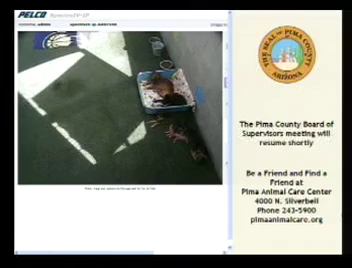 PELCO
THE SEAL OF PIMA COUNTY
ARIZONA
The Pima County Board of
Supervisors meeting will
resume shortly
Be a Friend and Find a
Friend at
Pima Animal Care Center
4000 N. Silverbell
Phone 243-5900
pimaanimalcare.org